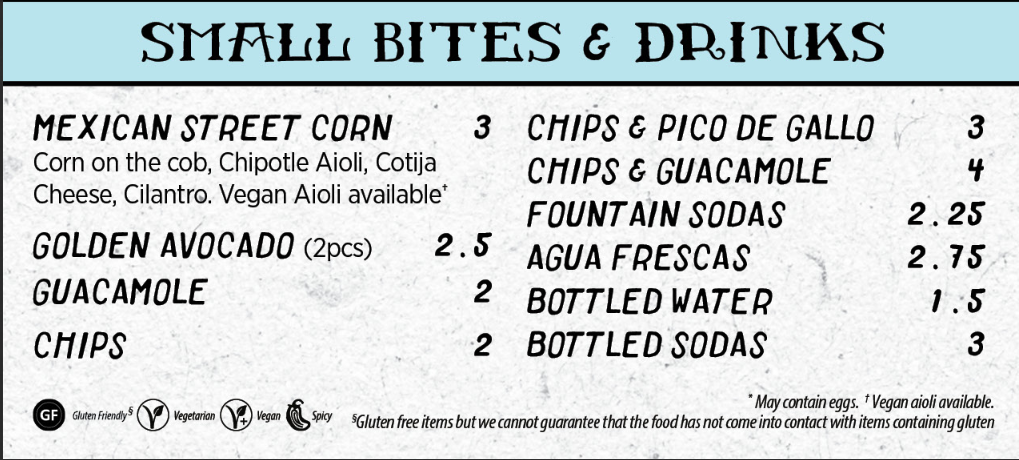 SMALL BITES & DRINKS
MEXICAN STREET CORN 3
Corn on the cob, Chipotle Aioli, Cotija
Cheese, Cilantro. Vegan Aioli available†
GOLDEN AVOCADO (2pcs) 2.5
GUACAMOLE 2
CHIPS 2
CHIPS & PICO DE GALLO 3
CHIPS & GUACAMOLE 4
FOUNTAIN SODAS 2.25
AGUA FRESCAS 2.75
BOTTLED WATER 1.5
BOTTLED SODAS 3
GF Gluten Friendly§ V Vegetarian V+ Vegan Spicy
* May contain eggs. † Vegan aioli available.
§Gluten free items but we cannot guarantee that the food has not come into contact with items containing gluten